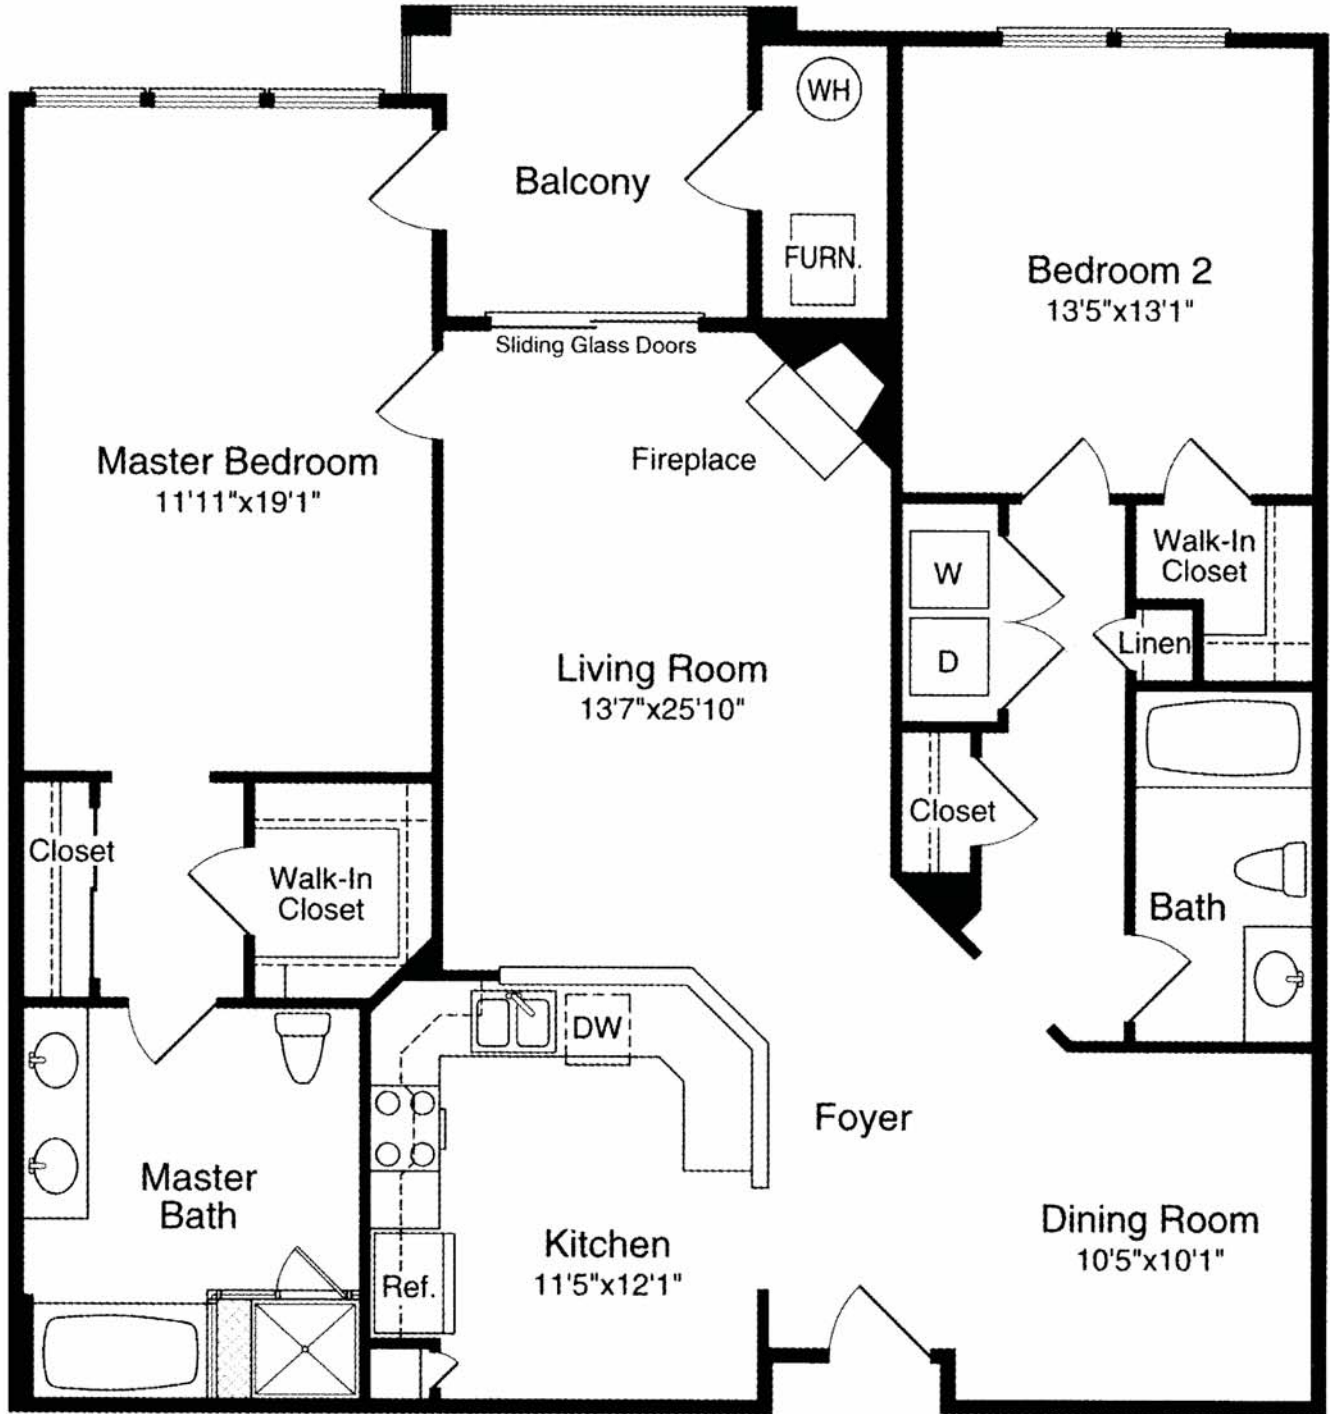 WH
Balcony
FURN.
Bedroom 2
13'5"x13'1"
Sliding Glass Doors
Fireplace
Master Bedroom
11'11"x19'1"
W
Walk-In
Closet
D
Linen
Living Room
13'7"x25'10"
Closet
Closet
Walk-In
Closet
Bath
DW
Foyer
Master
Bath
Dining Room
10'5"x10'1"
Kitchen
11'5"x12'1"
Ref.